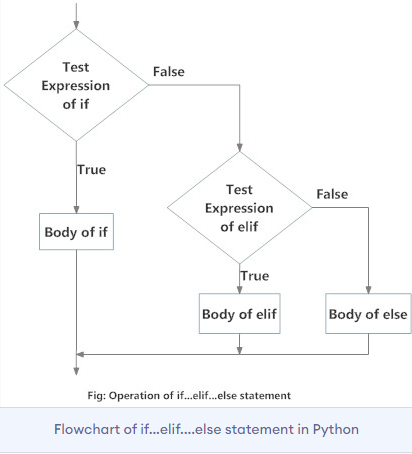 Test
Expression
of if
False
True
Body of if
Test
Expression
of elif
False
True
Body of elif
Body of else
Fig: Operation of if...elif...else statement
Flowchart of if...elif....else statement in Python